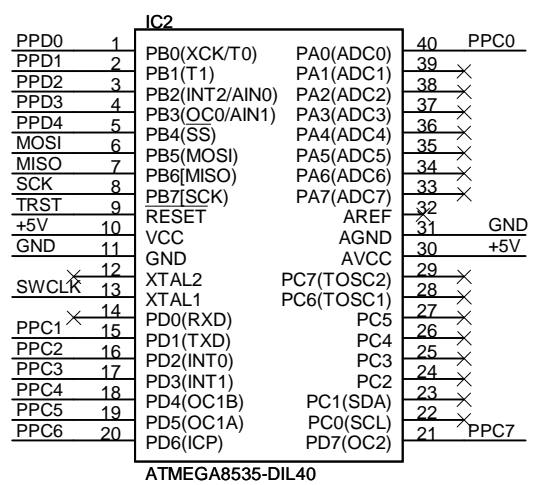 IC2
PPD0 1 PB0(XCK/T0) PA0(ADC0) 40 PPC0
PPD1 2 PB1(T1) PA1(ADC1) 39
PPD2 3 PB2(INT2/AIN0) PA2(ADC2) 38
PPD3 4 PB3(OC0/AIN1) PA3(ADC3) 37
PPD4 5 PB4(SS) PA4(ADC4) 36
MOSI 6 PB5(MOSI) PA5(ADC5) 35
MISO 7 PB6[MISO) PA6(ADC6) 34
SCK 8 PB7[SCK) PA7(ADC7) 33
TRST 9 RESET AREF 32
+5V 10 VCC AGND 31 GND
GND 11 GND AVCC 30 +5V
12 XTAL2 PC7(TOSC2) 29
SWCLK 13 XTAL1 PC6(TOSC1) 28
14 PD0(RXD) PC5 27
PPC1 15 PD1(TXD) PC4 26
PPC2 16 PD2(INT0) PC3 25
PPC3 17 PD3(INT1) PC2 24
PPC4 18 PD4(OC1B) PC1(SDA) 23
PPC5 19 PD5(OC1A) PC0(SCL) 22
PPC6 20 PD6(ICP) PD7(OC2) 21 PPC7
ATMEGA8535-DIL40